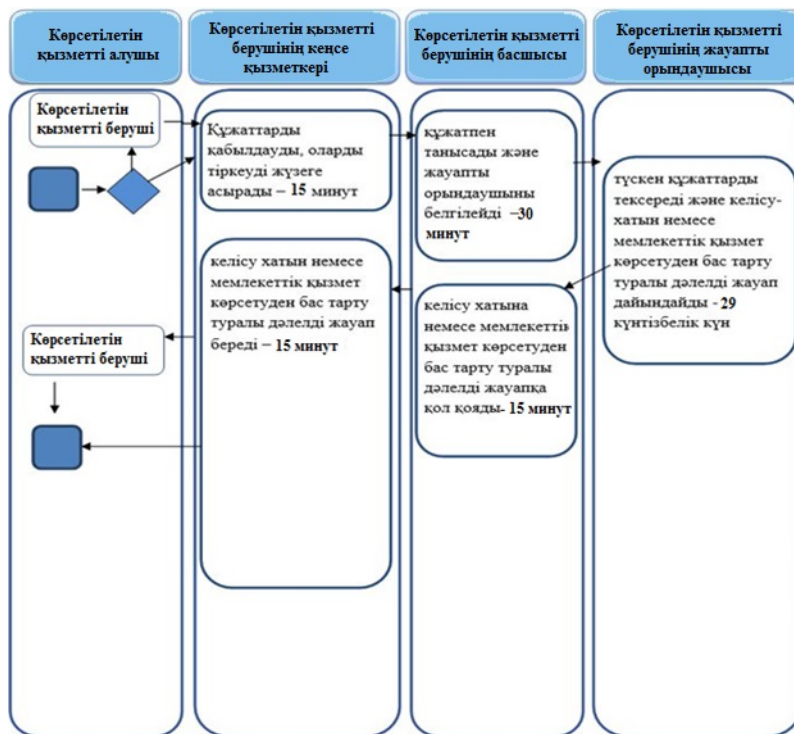 Көрсетілетін
қызметті алушы
Көрсетілетін қызметті
берушінің кеңсе
қызметкері
Көрсетілетін қызметті
берушінің басшысы
Көрсетілетін қызметті
берушінің жауапты
орындаушысы
Көрсетілетін
қызметті беруші
Құжаттарды
қабылдауды, оларды
тіркеуді жүзеге
асырады – 15 минут
құжатпен
танысады және
жауапты
орындаушыны
белгілейді –30
минут
түскен құжаттарды
тексереді және келісу-
хатын немесе
мемлекеттік қызмет
көрсетуден бас тарту
туралы дәлелді жауап
дайындайды - 29
күнтізбелік күн
келісу хатына
немесе мемлекеттік
қызмет көрсетуден
бас тарту туралы
дәлелді жауапқа
қол қояды- 15 минут
келісу хатын немесе
мемлекеттік қызмет
көрсетуден бас тарту
туралы дәлелді жауап
береді – 15 минут
Көрсетілетін
қызметті беруші